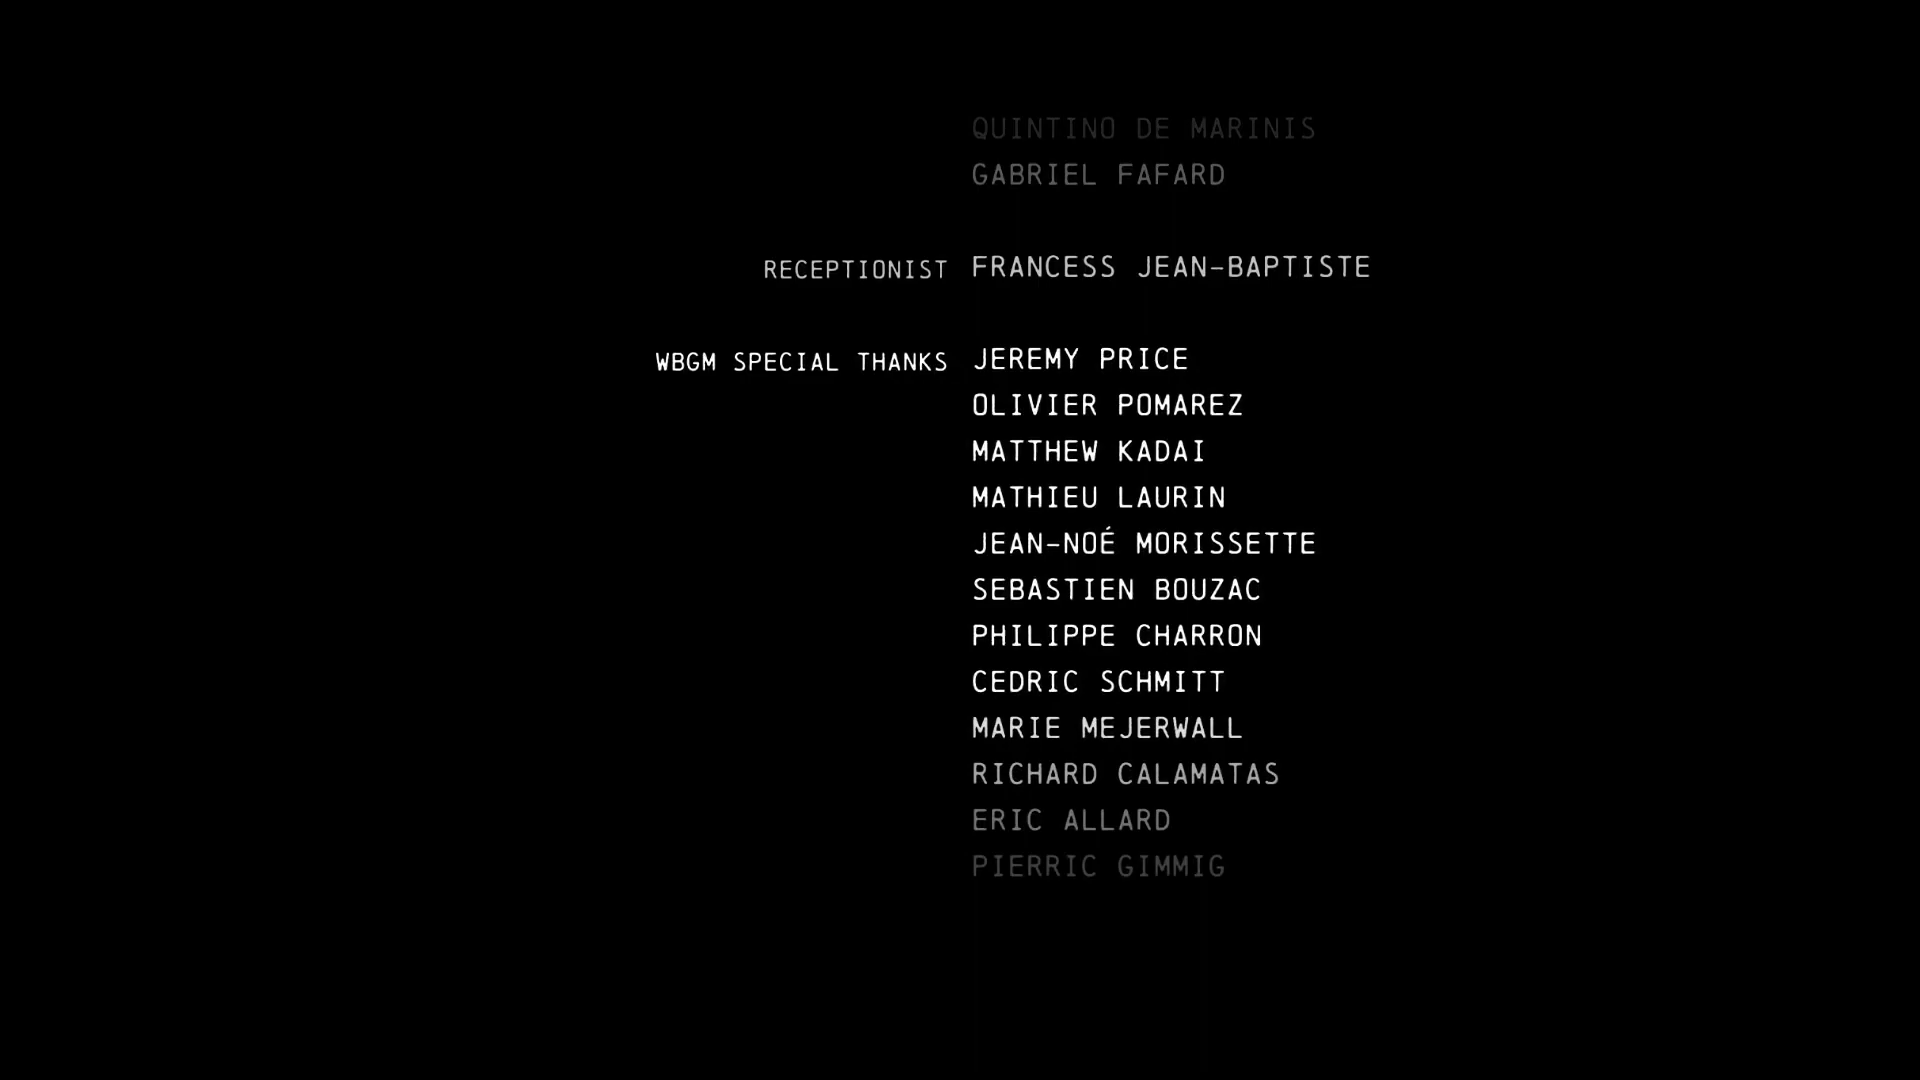 QUINTINO DE MARINIS
GABRIEL FAFARD
RECEPTIONIST FRANCESS JEAN-BAPTISTE
WBGM SPECIAL THANKS JEREMY PRICE
OLIVIER POMAREZ
MATTHEW KADAI
MATHIEU LAURIN
JEAN-NOÉ MORISSETTE
SEBASTIEN BOUZAC
PHILIPPE CHARRON
CEDRIC SCHMITT
MARIE MEJERWALL
RICHARD CALAMATAS
ERIC ALLARD
PIERRIC GIMMIG